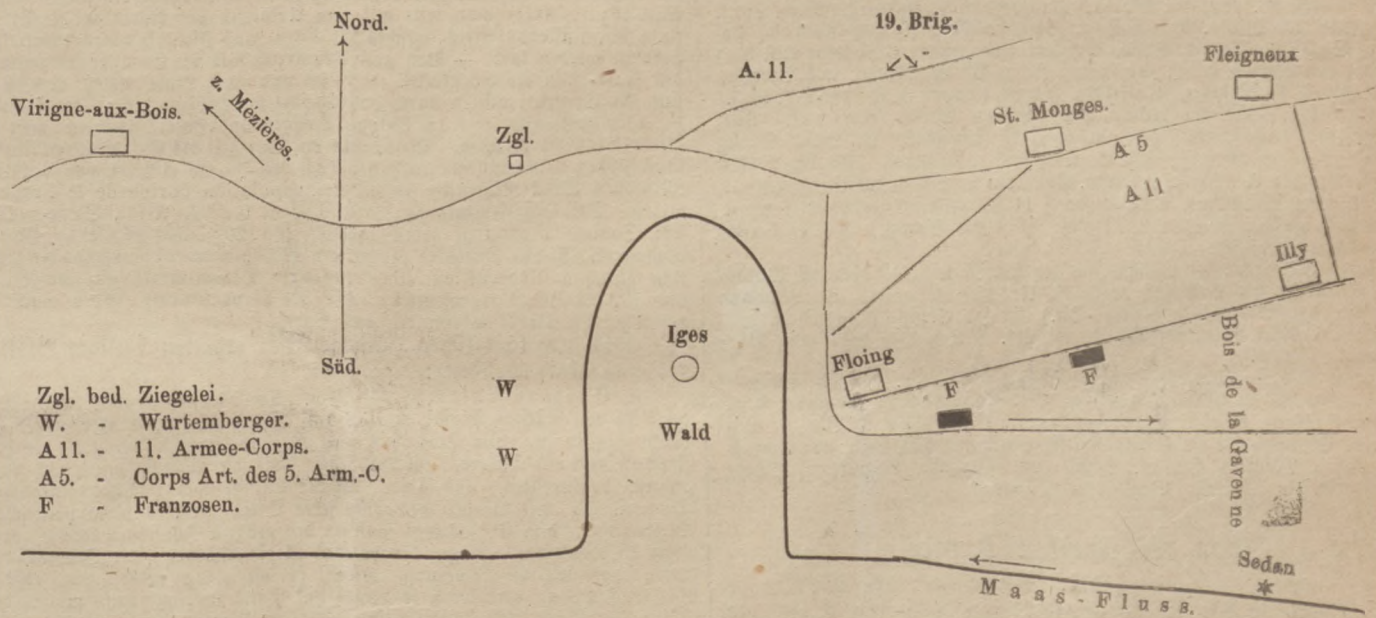 Nord.
19. Brig.
A. 11.
Fleigneux
Virigne-aux-Bois.
z. Mézières.
Zgl.
St. Monges.
A 5
A 11
Illy
Iges
Floing
Süd.
F
F
W
Wald
W
Bois de la Gavenne
Zgl. bed. Ziegelei.
W. - Würtemberger.
A 11. - 11. Armee-Corps.
A 5. - Corps Art. des 5. Arm.-C.
F - Franzosen.
Sedan
Maas-Fluss.